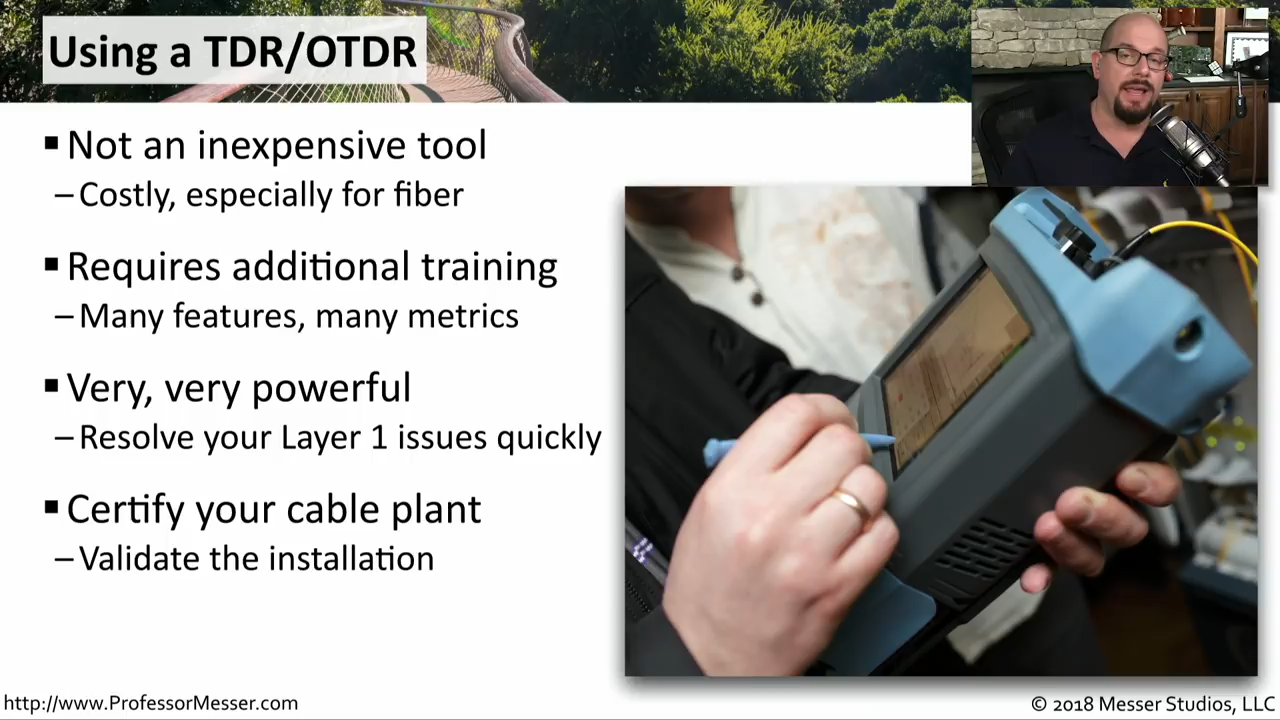 Using a TDR/OTDR
▪ Not an inexpensive tool
– Costly, especially for fiber
▪ Requires additional training
– Many features, many metrics
▪ Very, very powerful
– Resolve your Layer 1 issues quickly
▪ Certify your cable plant
– Validate the installation
http://www.ProfessorMesser.com
© 2018 Messer Studios, LLC